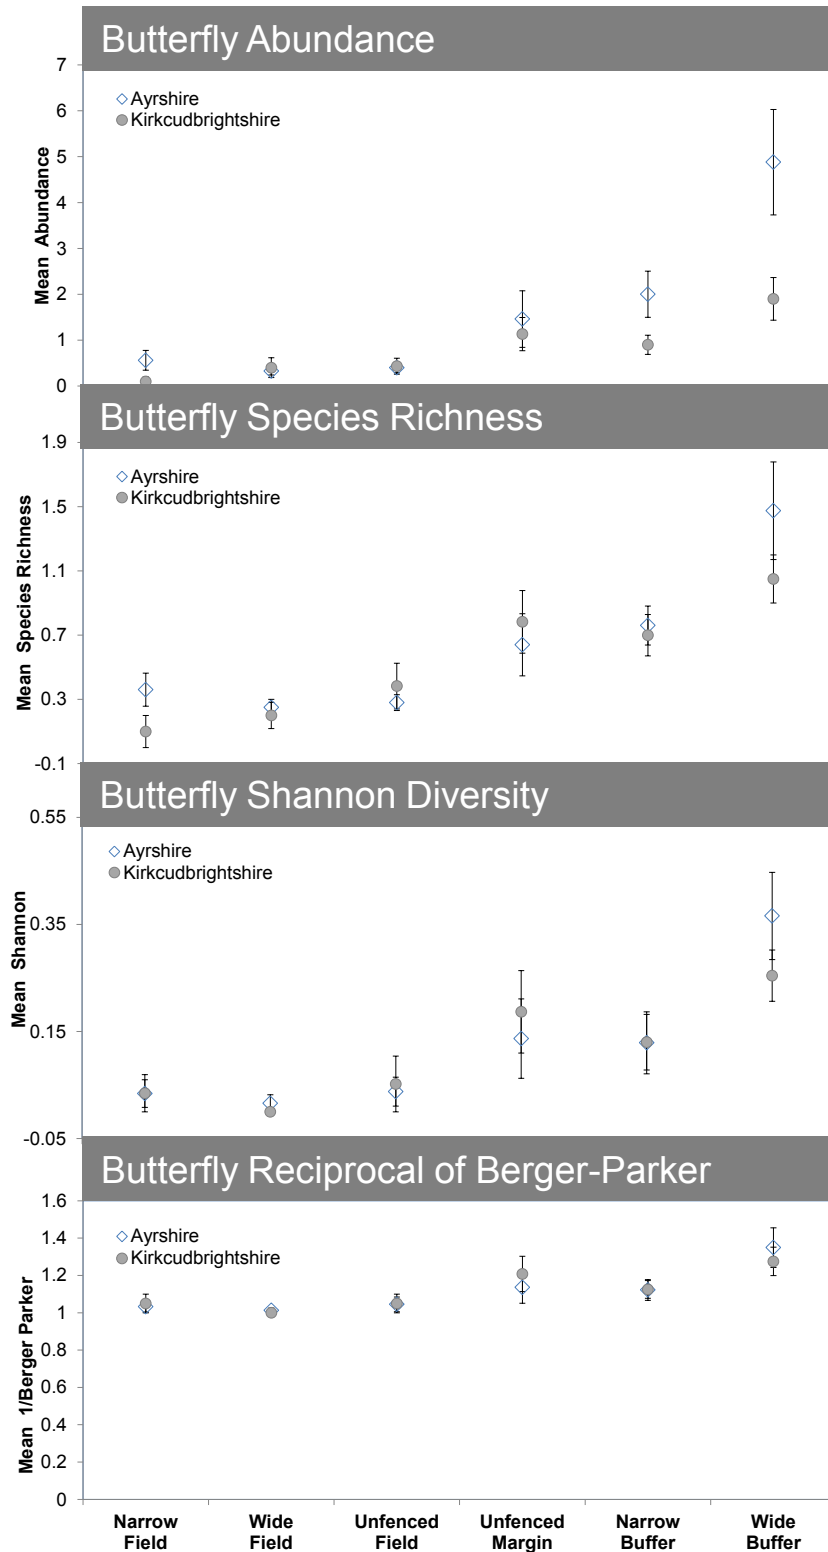 Butterfly Abundance
7
6
5
4
3
2
1
0
Mean Abundance
Ayrshire
Kirkcudbrightshire
Butterfly Species Richness
1.9
1.5
1.1
0.7
0.3
-0.1
Mean Species Richness
Ayrshire
Kirkcudbrightshire
Butterfly Shannon Diversity
0.55
0.35
0.15
-0.05
Mean Shannon
Ayrshire
Kirkcudbrightshire
Butterfly Reciprocal of Berger-Parker
1.6
1.4
1.2
1
0.8
0.6
0.4
0.2
0
Mean 1/Berger Parker
Ayrshire
Kirkcudbrightshire
Narrow
Field
Wide
Field
Unfenced
Field
Unfenced
Margin
Narrow
Buffer
Wide
Buffer